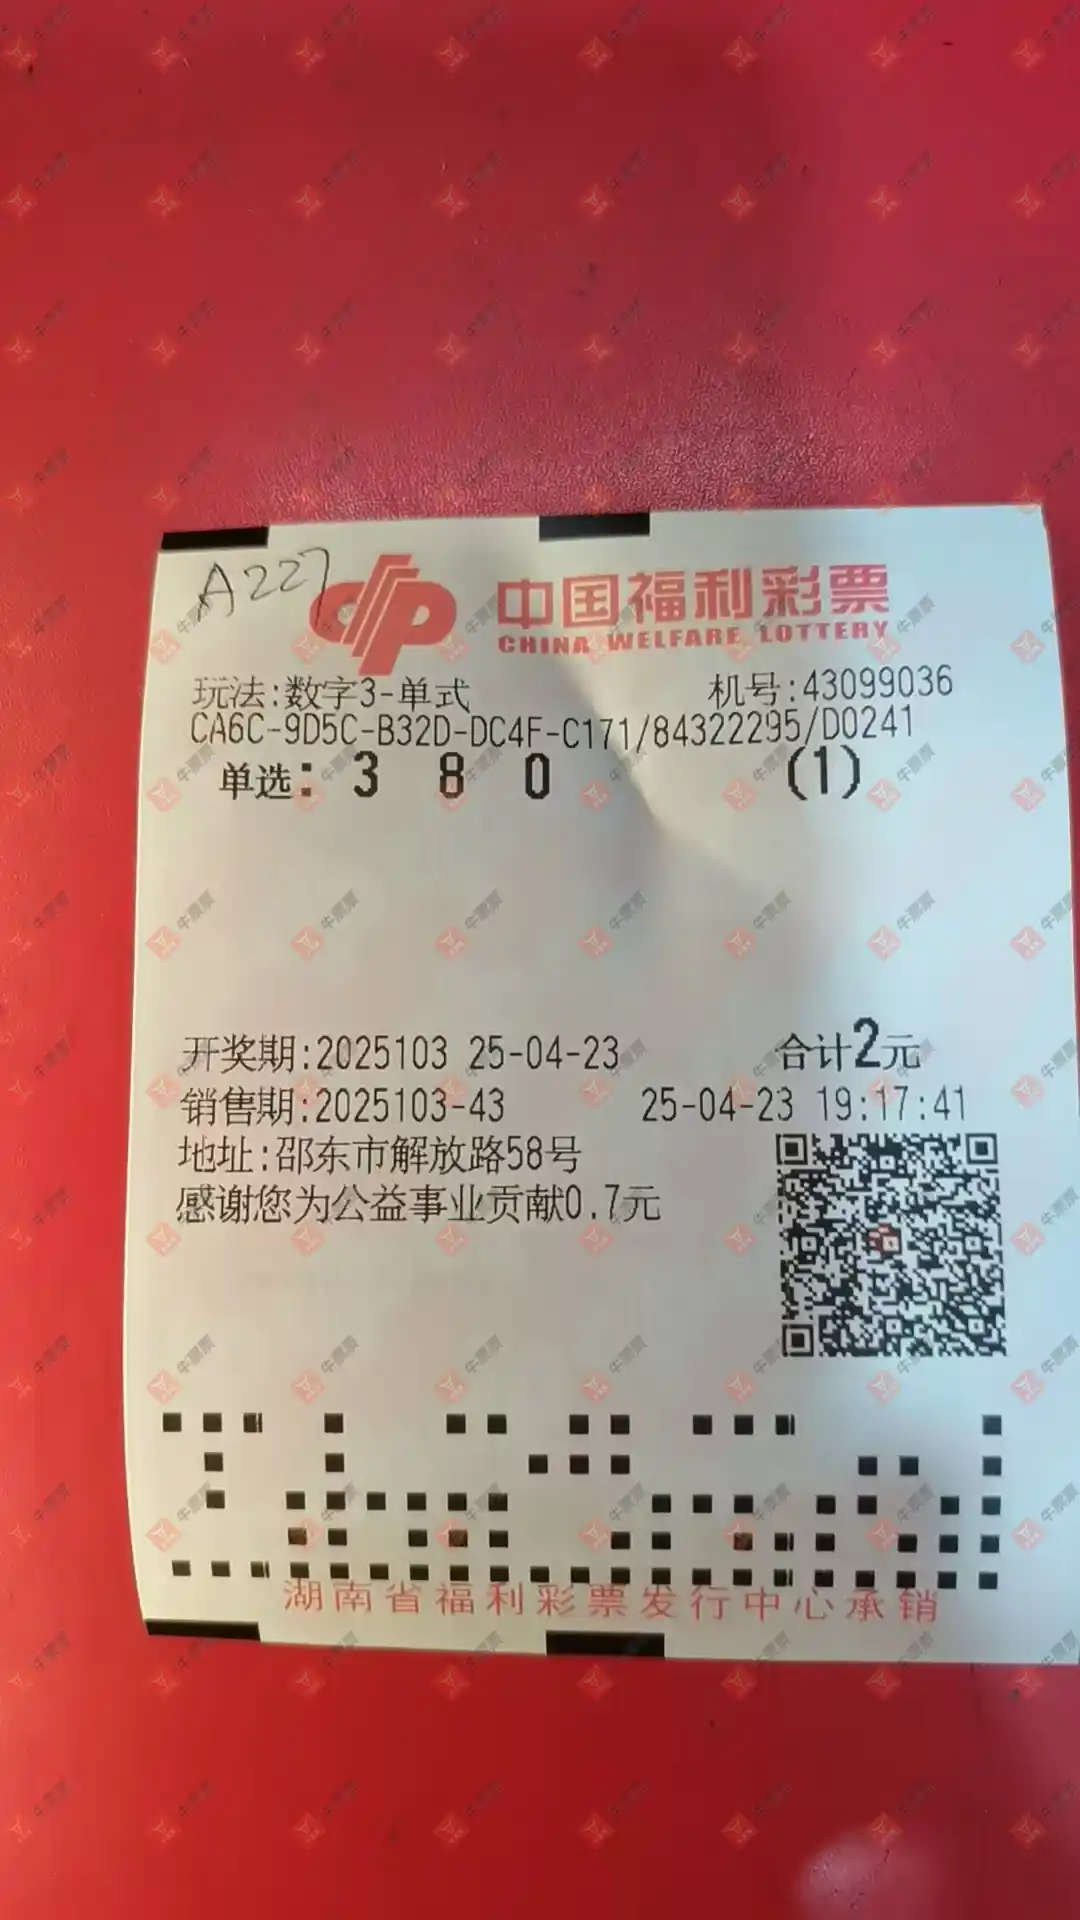 A227
中国福利彩票
CHINA WELFARE LOTTERY
玩法:数字3-单式 机号:43099036
CA6C-9D5C-B32D-DC4F-C171/84322295/D0241
单选: 3 8 0 (1)
开奖期:2025103 25-04-23 合计2元
销售期:2025103-43 25-04-23 19:17:41
地址:邵东市解放路58号
感谢您为公益事业贡献0.7元
湖南省福利彩票发行中心承销
牛票票